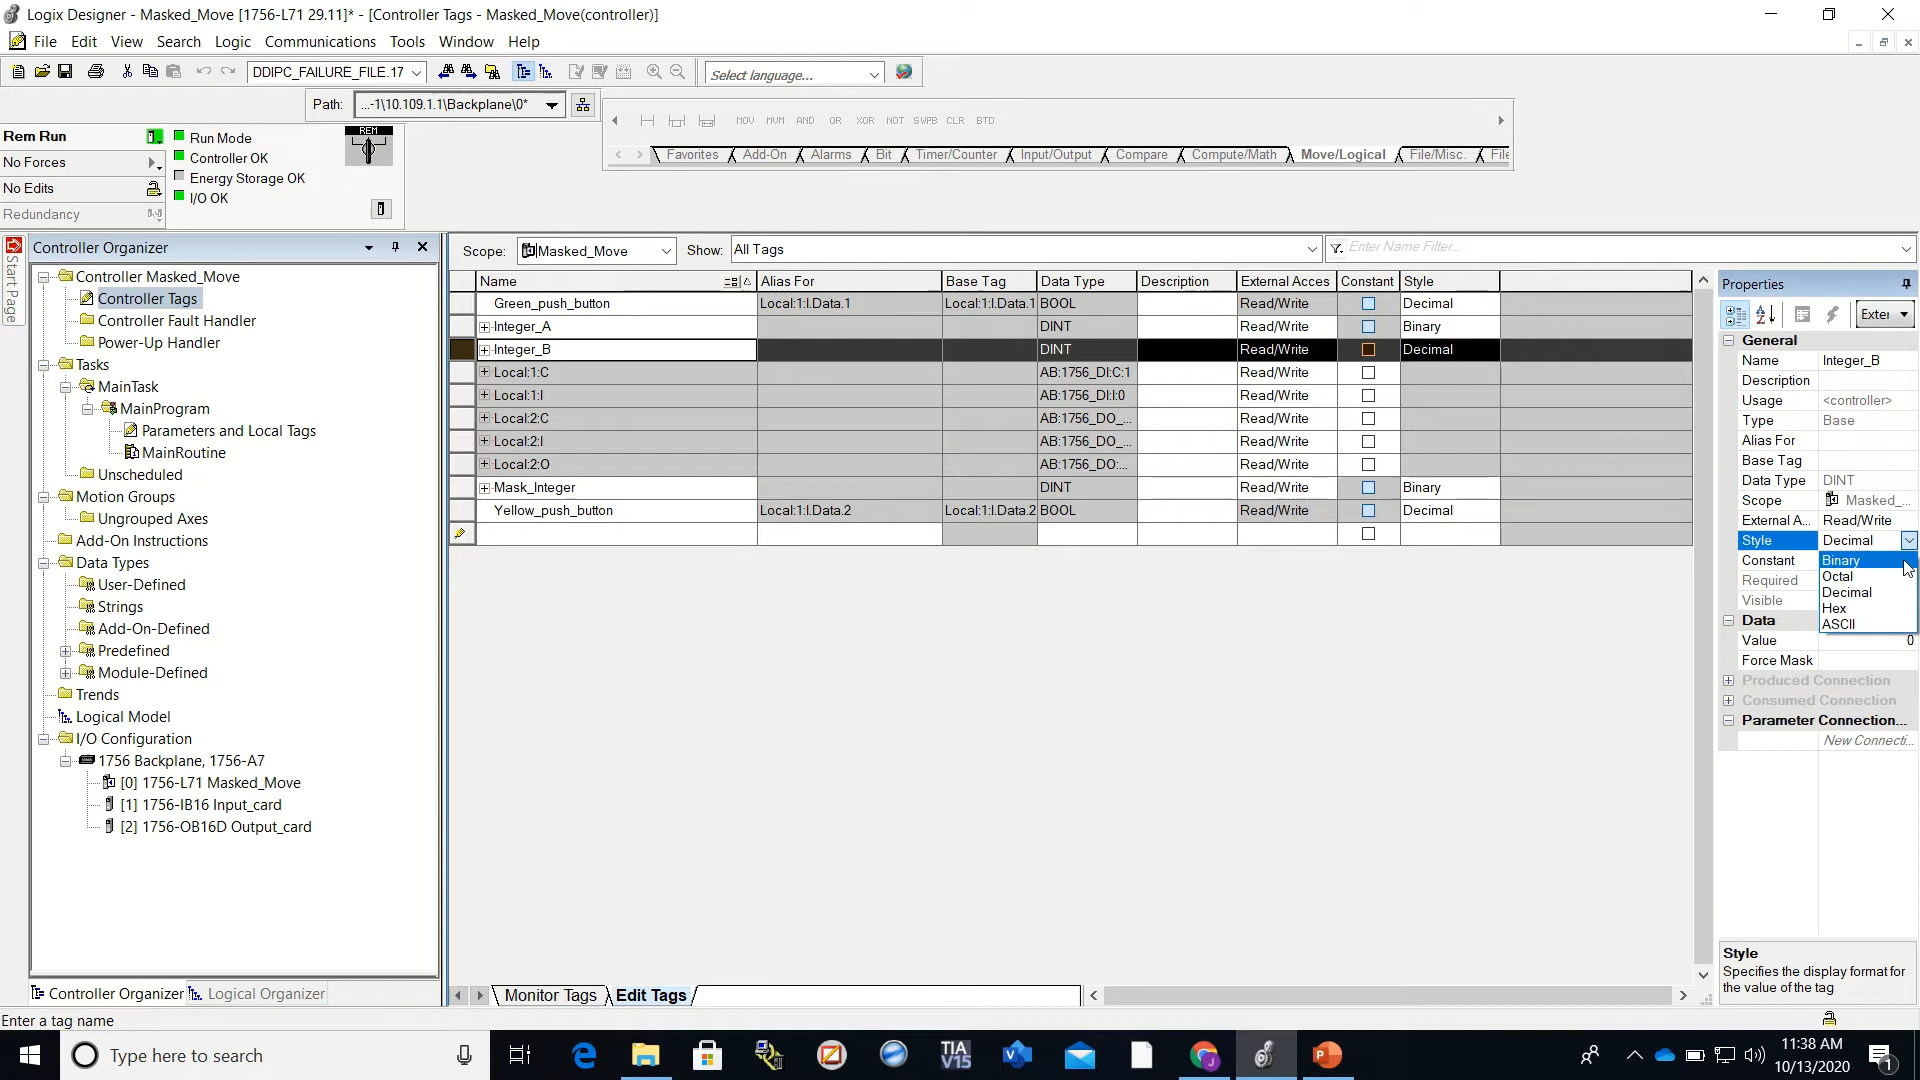 Logix Designer - Masked_Move [1756-L71 29.11]* - [Controller Tags - Masked_Move(controller)]
File Edit View Search Logic Communications Tools Window Help
DDIPC_FAILURE_FILE.17 Select language...
Path: ...-1\10.109.1.1\Backplane\0*
Rem Run
No Forces
No Edits
Redundancy
Run Mode
Controller OK
Energy Storage OK
I/O OK
REM
MOV MVM AND OR XOR NOT SWPB CLR BTD
Favorites Add-On Alarms Bit Timer/Counter Input/Output Compare Compute/Math Move/Logical File/Misc. File
Start Page
Controller Organizer
Controller Masked_Move
Controller Tags
Controller Fault Handler
Power-Up Handler
Tasks
MainTask
MainProgram
Parameters and Local Tags
MainRoutine
Unscheduled
Motion Groups
Ungrouped Axes
Add-On Instructions
Data Types
User-Defined
Strings
Add-On-Defined
Predefined
Module-Defined
Trends
Logical Model
I/O Configuration
1756 Backplane, 1756-A7
[0] 1756-L71 Masked_Move
[1] 1756-IB16 Input_card
[2] 1756-OB16D Output_card
Controller Organizer Logical Organizer
Scope: Masked_Move Show: All Tags Enter Name Filter...
Name Alias For Base Tag Data Type Description External Acces Constant Style
Green_push_button Local:1:I.Data.1 Local:1:I.Data.1 BOOL Read/Write Decimal
Integer_A DINT Read/Write Binary
Integer_B DINT Read/Write Decimal
Local:1:C AB:1756_DI:C:1 Read/Write
Local:1:I AB:1756_DI:I:0 Read/Write
Local:2:C AB:1756_DO_... Read/Write
Local:2:I AB:1756_DO_... Read/Write
Local:2:O AB:1756_DO:... Read/Write
Mask_Integer DINT Read/Write Binary
Yellow_push_button Local:1:I.Data.2 Local:1:I.Data.2 BOOL Read/Write Decimal
Monitor Tags Edit Tags
Properties
Exter
General
Name Integer_B
Description
Usage <controller>
Type Base
Alias For
Base Tag
Data Type DINT
Scope Masked_...
External A... Read/Write
Style Decimal
Constant
Required
Visible
Binary
Octal
Decimal
Hex
ASCII
Data
Value 0
Force Mask
Produced Connection
Consumed Connection
Parameter Connection...
New Connecti...
Style
Specifies the display format for
the value of the tag
Enter a tag name
Type here to search
TIA
V15
11:38 AM
10/13/2020
1